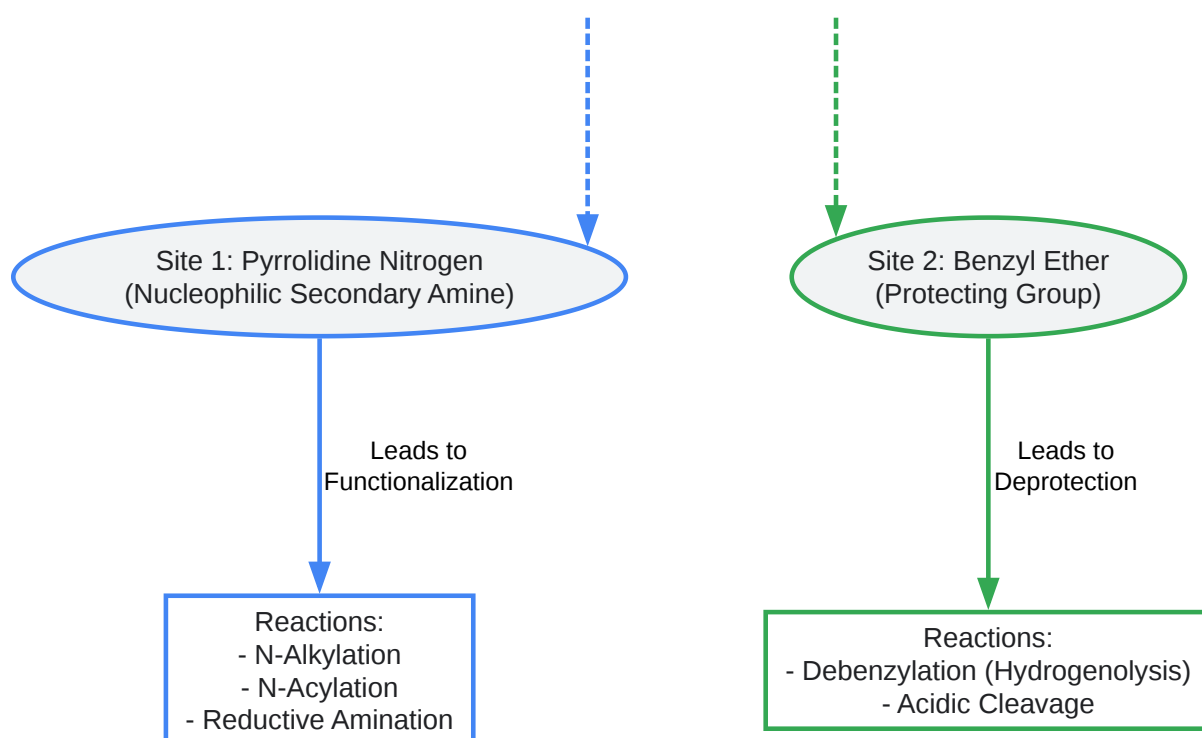 Site 1: Pyrrolidine Nitrogen
(Nucleophilic Secondary Amine)
Site 2: Benzyl Ether
(Protecting Group)
Leads to
Functionalization
Leads to
Deprotection
Reactions:
- N-Alkylation
- N-Acylation
- Reductive Amination
Reactions:
- Debenzylation (Hydrogenolysis)
- Acidic Cleavage